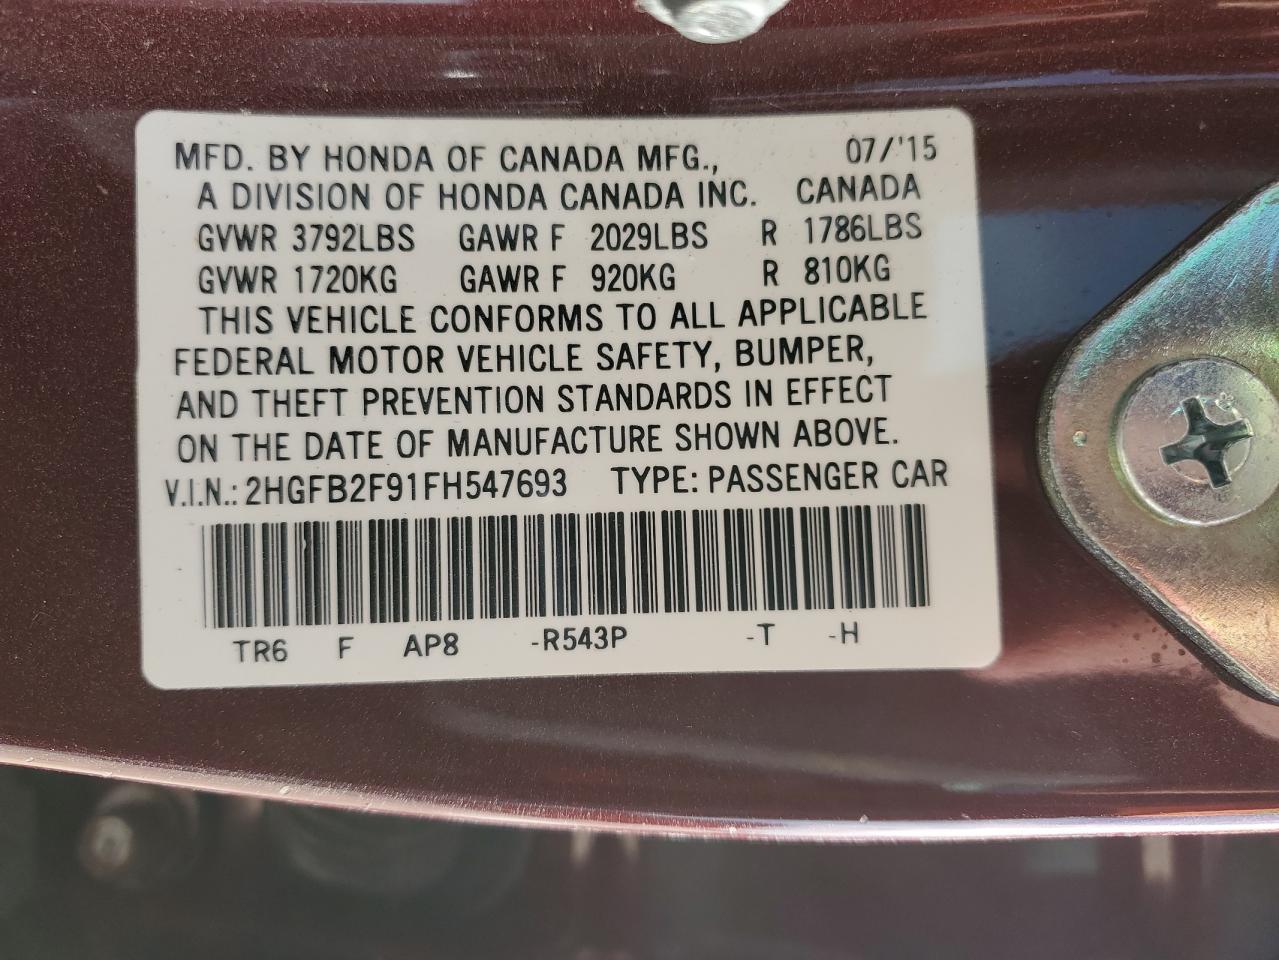 MFD. BY HONDA OF CANADA MFG., 07/'15
A DIVISION OF HONDA CANADA INC. CANADA
GVWR 3792LBS GAWR F 2029LBS R 1786LBS
GVWR 1720KG GAWR F 920KG R 810KG
THIS VEHICLE CONFORMS TO ALL APPLICABLE
FEDERAL MOTOR VEHICLE SAFETY, BUMPER,
AND THEFT PREVENTION STANDARDS IN EFFECT
ON THE DATE OF MANUFACTURE SHOWN ABOVE.
V.I.N.: 2HGFB2F91FH547693 TYPE: PASSENGER CAR
TR6 F AP8 -R543P -T -H